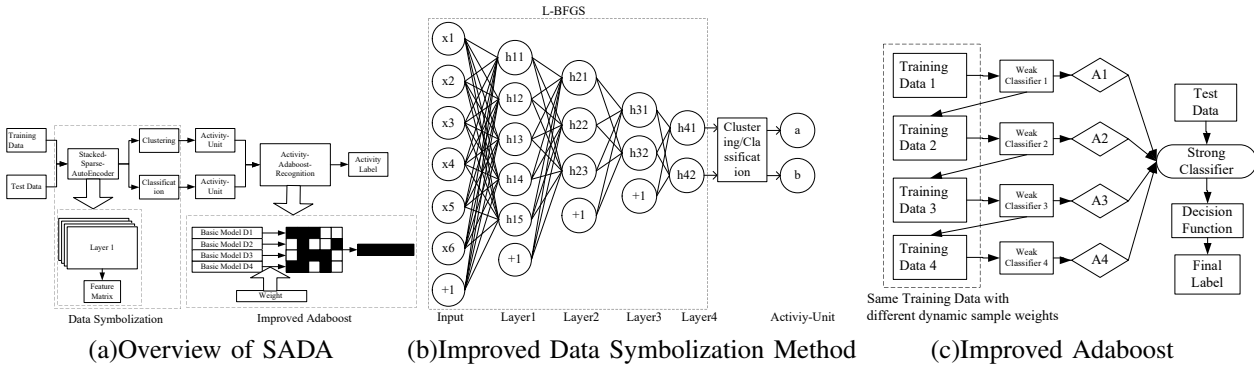 Training
Data
Test Data
Stacked-
Sparse-
AutoEncoder
Clustering
Classificat
ion
Activity-
Unit
Activity-
Unit
Activity-
Adaboost-
Recognition
Activity
Label
Layer 1
Feature
Matrix
Basic Model D1
Basic Model D2
Basic Model D3
Basic Model D4
Weight
Data Symbolization
Improved Adaboost
(a)Overview of SADA
L-BFGS
x1
x2
x3
x4
x5
x6
+1
h11
h12
h13
h14
h15
+1
h21
h22
h23
+1
h31
h32
+1
h41
h42
Cluster
ing/Cla
ssificat
ion
a
b
Input
Layer1
Layer2
Layer3
Layer4
Activiy-Unit
(b)Improved Data Symbolization Method
Training
Data 1
Weak
Classifier 1
A1
Training
Data 2
Weak
Classifier 2
A2
Training
Data 3
Weak
Classifier 3
A3
Training
Data 4
Weak
Classifier 4
A4
Test
Data
Strong
Classifier
Decision
Function
Final
Label
Same Training Data with
different dynamic sample weights
(c)Improved Adaboost